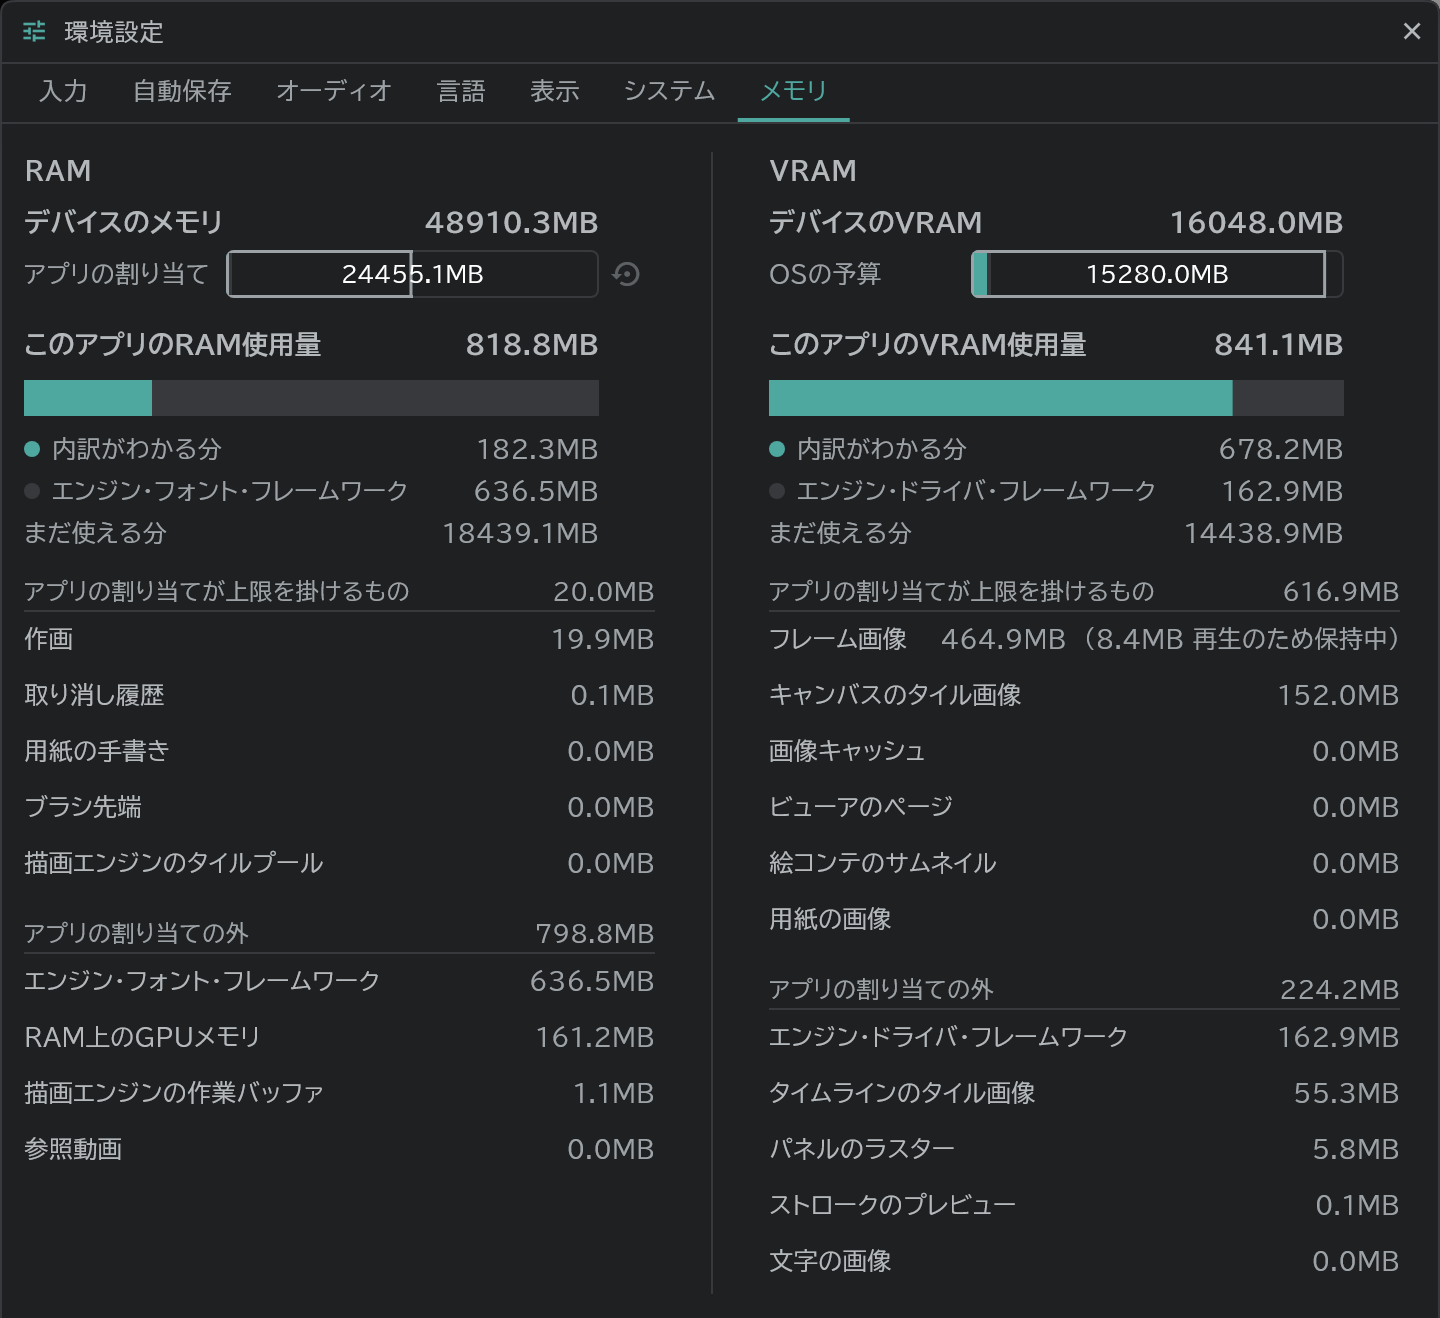 環境設定
入力 自動保存 オーディオ 言語 表示 システム メモリ
RAM
デバイスのメモリ 48910.3MB
アプリの割り当て 24455.1MB
このアプリのRAM使用量 818.8MB
内訳がわかる分 182.3MB
エンジン・フォント・フレームワーク 636.5MB
まだ使える分 18439.1MB
アプリの割り当てが上限を掛けるもの 20.0MB
作画 19.9MB
取り消し履歴 0.1MB
用紙の手書き 0.0MB
ブラシ先端 0.0MB
描画エンジンのタイルプール 0.0MB
アプリの割り当ての外 798.8MB
エンジン・フォント・フレームワーク 636.5MB
RAM上のGPUメモリ 161.2MB
描画エンジンの作業バッファ 1.1MB
参照動画 0.0MB
VRAM
デバイスのVRAM 16048.0MB
OSの予算 15280.0MB
このアプリのVRAM使用量 841.1MB
内訳がわかる分 678.2MB
エンジン・ドライバ・フレームワーク 162.9MB
まだ使える分 14438.9MB
アプリの割り当てが上限を掛けるもの 616.9MB
フレーム画像 464.9MB（8.4MB 再生のため保持中）
キャンバスのタイル画像 152.0MB
画像キャッシュ 0.0MB
ビューアのページ 0.0MB
絵コンテのサムネイル 0.0MB
用紙の画像 0.0MB
アプリの割り当ての外 224.2MB
エンジン・ドライバ・フレームワーク 162.9MB
タイムラインのタイル画像 55.3MB
パネルのラスター 5.8MB
ストロークのプレビュー 0.1MB
文字の画像 0.0MB